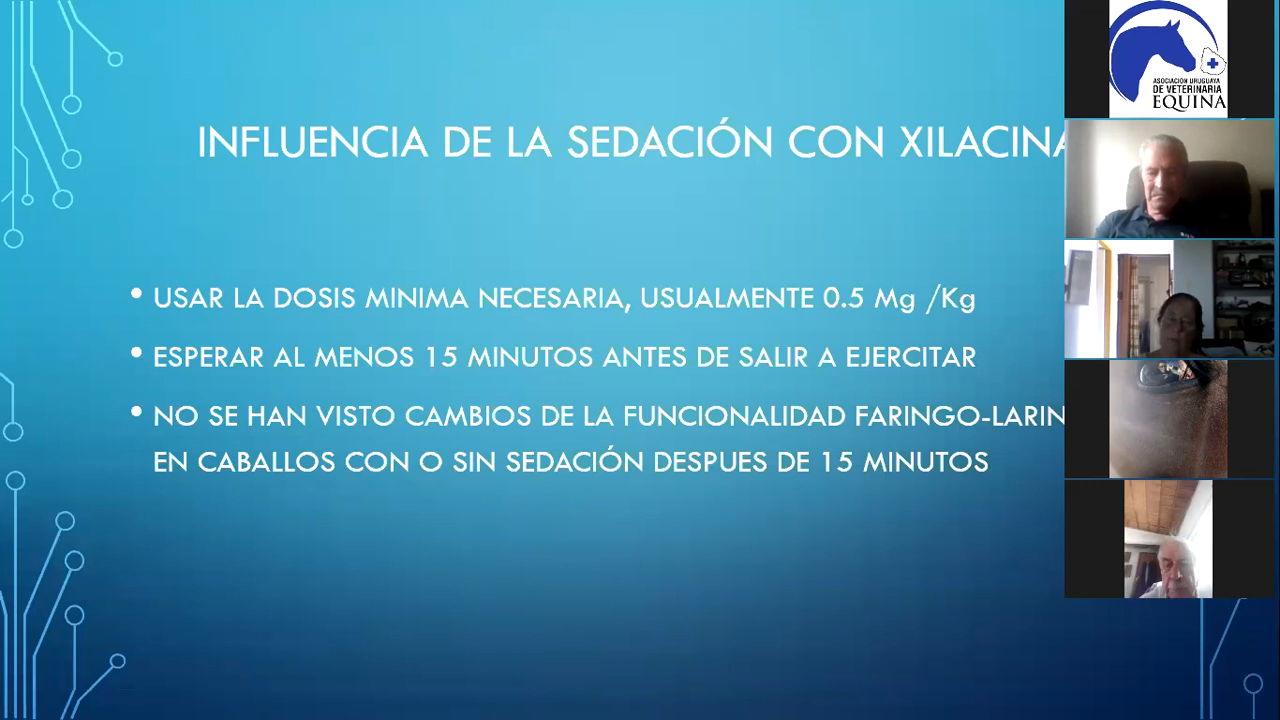 INFLUENCIA DE LA SEDACIÓN CON XILACINA
• USAR LA DOSIS MINIMA NECESARIA, USUALMENTE 0.5 Mg /Kg
• ESPERAR AL MENOS 15 MINUTOS ANTES DE SALIR A EJERCITAR
• NO SE HAN VISTO CAMBIOS DE LA FUNCIONALIDAD FARINGO-LARIN
EN CABALLOS CON O SIN SEDACIÓN DESPUES DE 15 MINUTOS
ASOCIACION URUGUAYA
DE VETERINARIA
EQUINA